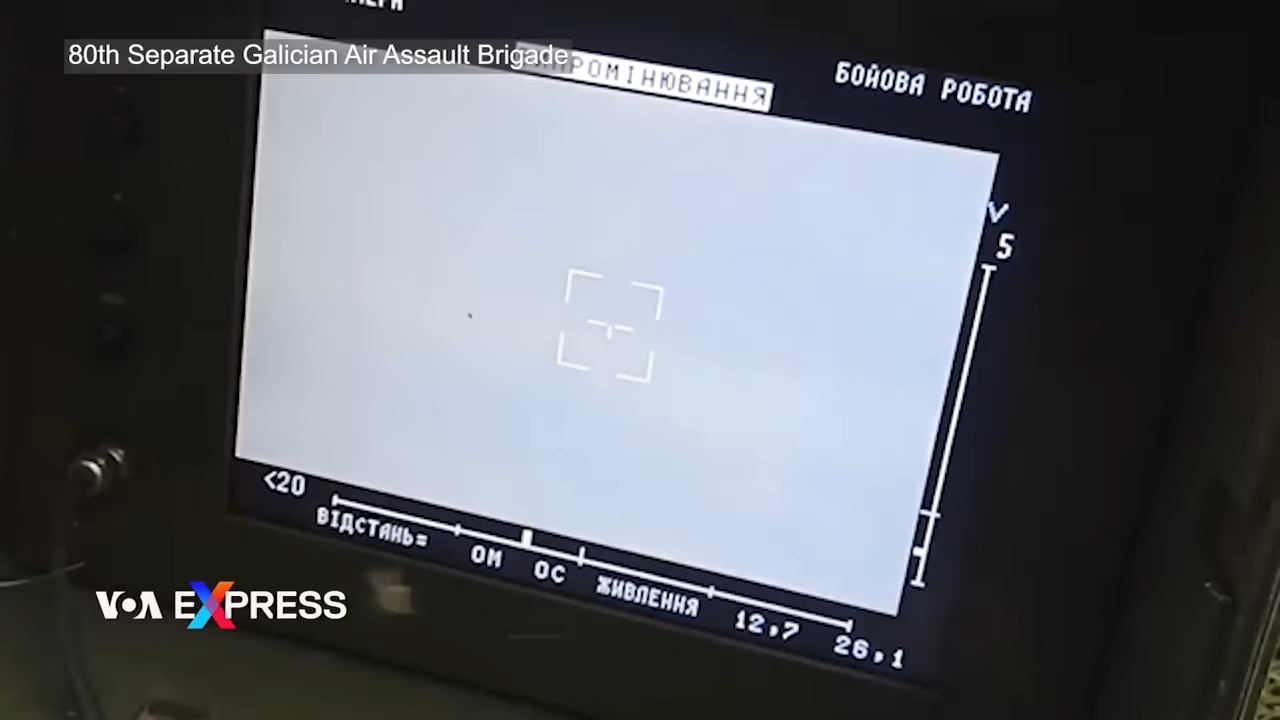 80th Separate Galician Air Assault Brigade
БОЙОВА РОБОТА
5
<20
ВІДСТАНЬ= 0М 0С ЖИВЛЕННЯ 12,7 26,1
1
VOA EXPRESS